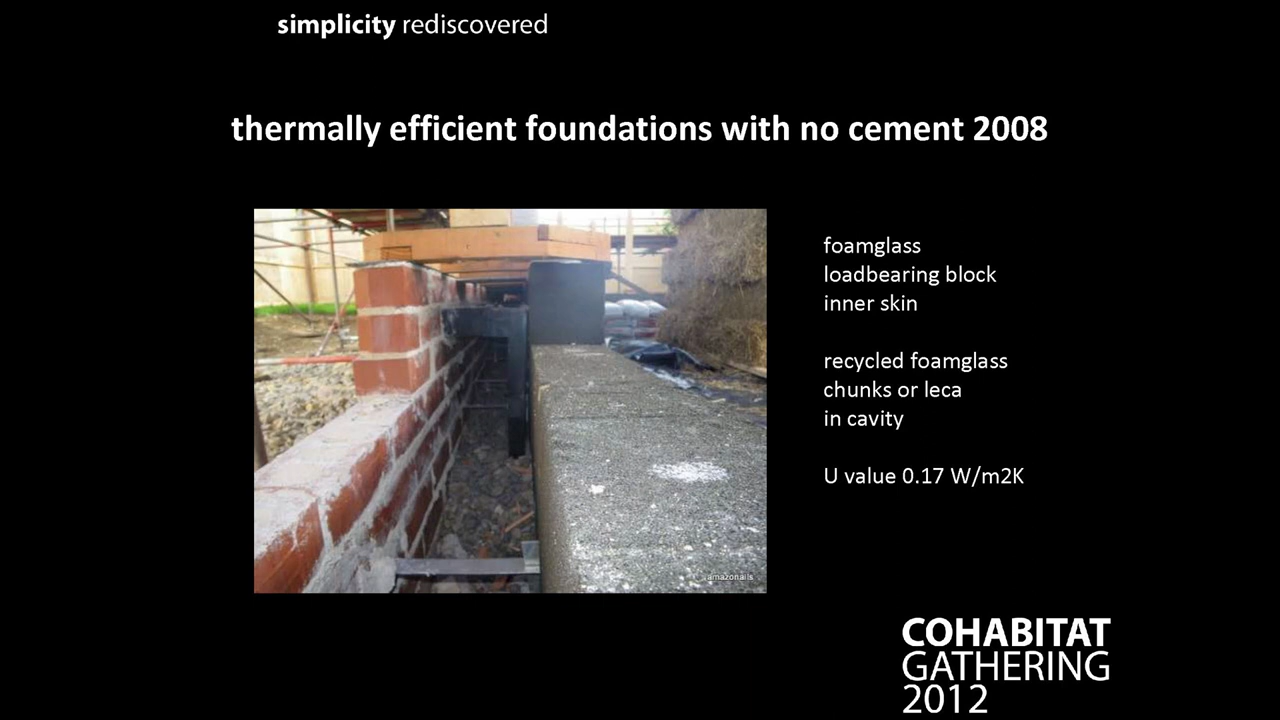 simplicity rediscovered
thermally efficient foundations with no cement 2008
foamglass
loadbearing block
inner skin
recycled foamglass
chunks or leca
in cavity
U value 0.17 W/m2K
amazonails
COHABITAT
GATHERING
2012